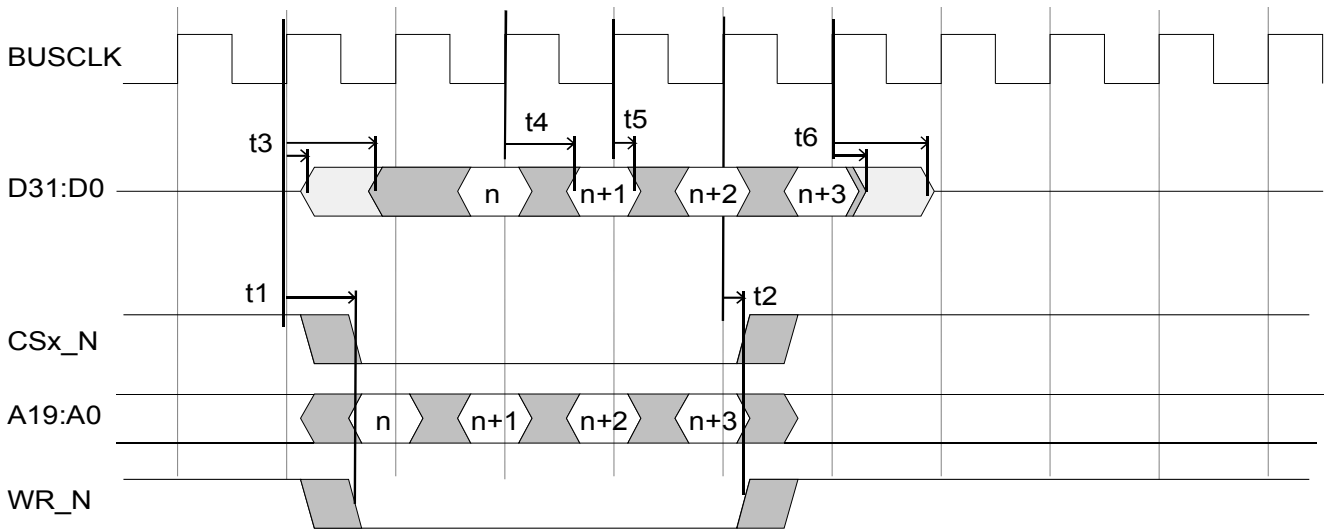 BUSCLK
t3 t4 t5 t6
D31:D0 n n+1 n+2 n+3
t1 t2
CSx_N
A19:A0 n n+1 n+2 n+3
WR_N